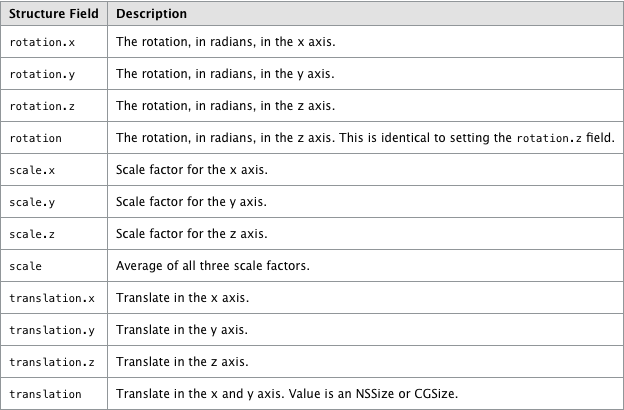 Structure Field Description
rotation.x The rotation, in radians, in the x axis.
rotation.y The rotation, in radians, in the y axis.
rotation.z The rotation, in radians, in the z axis.
rotation The rotation, in radians, in the z axis. This is identical to setting the rotation.z field.
scale.x Scale factor for the x axis.
scale.y Scale factor for the y axis.
scale.z Scale factor for the z axis.
scale Average of all three scale factors.
translation.x Translate in the x axis.
translation.y Translate in the y axis.
translation.z Translate in the z axis.
translation Translate in the x and y axis. Value is an NSSize or CGSize.